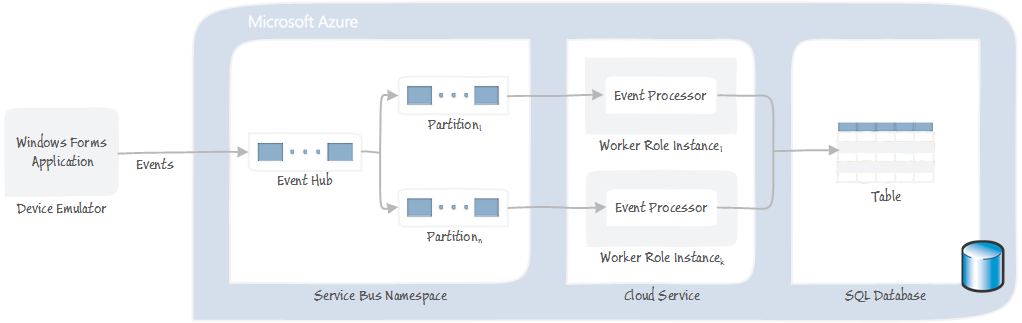 Microsoft Azure
Windows Forms
Application
Device Emulator
Events
Event Hub
Partition1
Partitionn
Service Bus Namespace
Event Processor
Worker Role Instance1
Event Processor
Worker Role Instancek
Cloud Service
Table
SQL Database